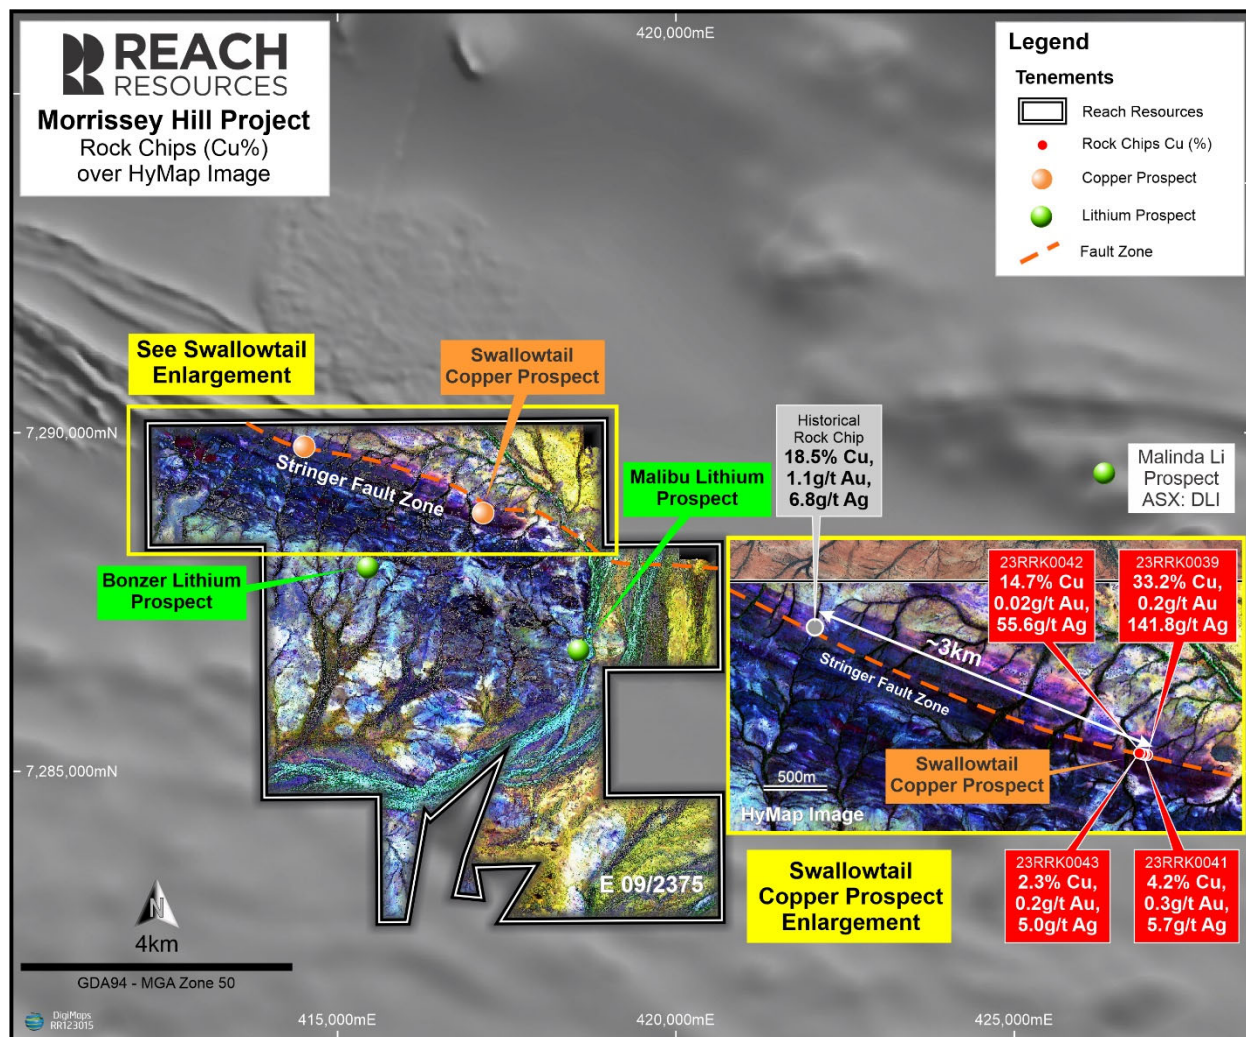 REACH
RESOURCES
Morrissey Hill Project
Rock Chips (Cu%)
over HyMap Image
420,000mE
Legend
Tenements
Reach Resources
Rock Chips Cu (%)
Copper Prospect
Lithium Prospect
Fault Zone
See Swallowtail
Enlargement
Swallowtail
Copper Prospect
7,290,000mN
Stringer Fault Zone
Malibu Lithium
Prospect
Historical
Rock Chip
18.5% Cu,
1.1g/t Au,
6.8g/t Ag
Malinda Li
Prospect
ASX: DLI
Bonzer Lithium
Prospect
23RRK0042
14.7% Cu
0.02g/t Au
55.6g/t Ag
23RRK0039
33.2% Cu,
0.2g/t Au
141.8g/t Ag
~3km
Stringer Fault Zone
Swallowtail
Copper Prospect
500m
HyMap Image
7,285,000mN
E 09/2375
Swallowtail
Copper Prospect
Enlargement
23RRK0043
2.3% Cu,
0.2g/t Au,
5.0g/t Ag
23RRK0041
4.2% Cu,
0.3g/t Au,
5.7g/t Ag
N
4km
GDA94 - MGA Zone 50
DigiMaps
RR123015
415,000mE
420,000mE
425,000mE